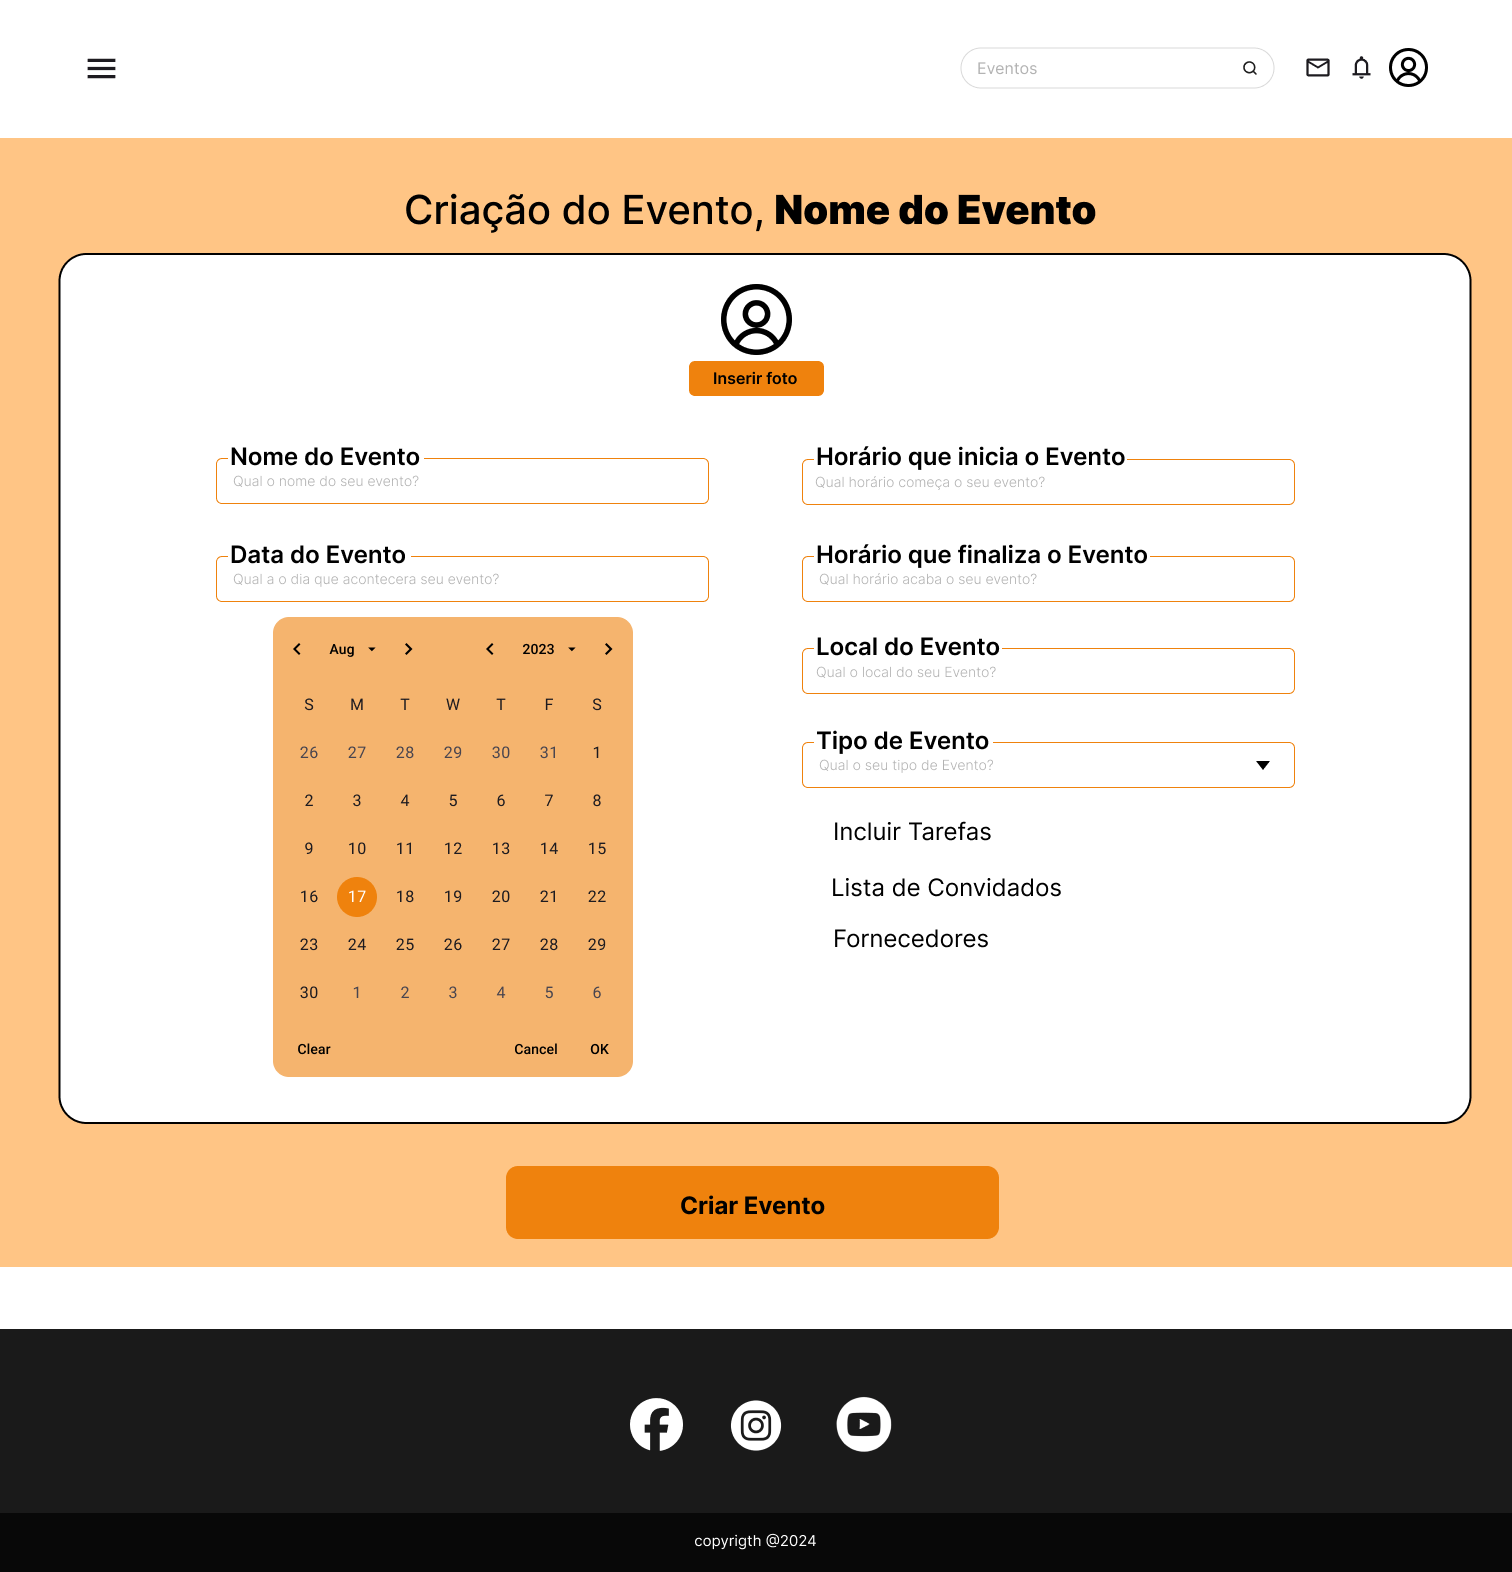 Eventos
Criação do Evento, Nome do Evento
Inserir foto
Nome do Evento
Qual o nome do seu evento?
Data do Evento
Qual a o dia que acontecera seu evento?
Aug 2023
S M T W T F S
26 27 28 29 30 31 1
2 3 4 5 6 7 8
9 10 11 12 13 14 15
16 17 18 19 20 21 22
23 24 25 26 27 28 29
30 1 2 3 4 5 6
Clear Cancel OK
Horário que inicia o Evento
Qual horário começa o seu evento?
Horário que finaliza o Evento
Qual horário acaba o seu evento?
Local do Evento
Qual o local do seu Evento?
Tipo de Evento
Qual o seu tipo de Evento?
Incluir Tarefas
Lista de Convidados
Fornecedores
Criar Evento
copyrigth @2024